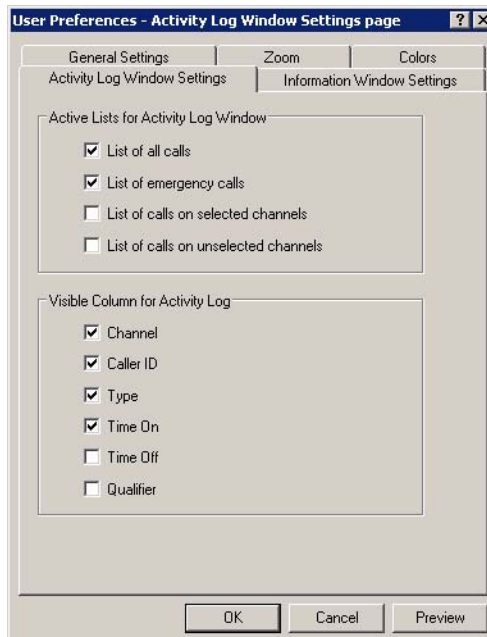 User Preferences - Activity Log Window Settings page
General Settings Zoom Colors
Activity Log Window Settings Information Window Settings
Active Lists for Activity Log Window
List of all calls
List of emergency calls
List of calls on selected channels
List of calls on unselected channels
Visible Column for Activity Log
Channel
Caller ID
Type
Time On
Time Off
Qualifier
OK Cancel Preview